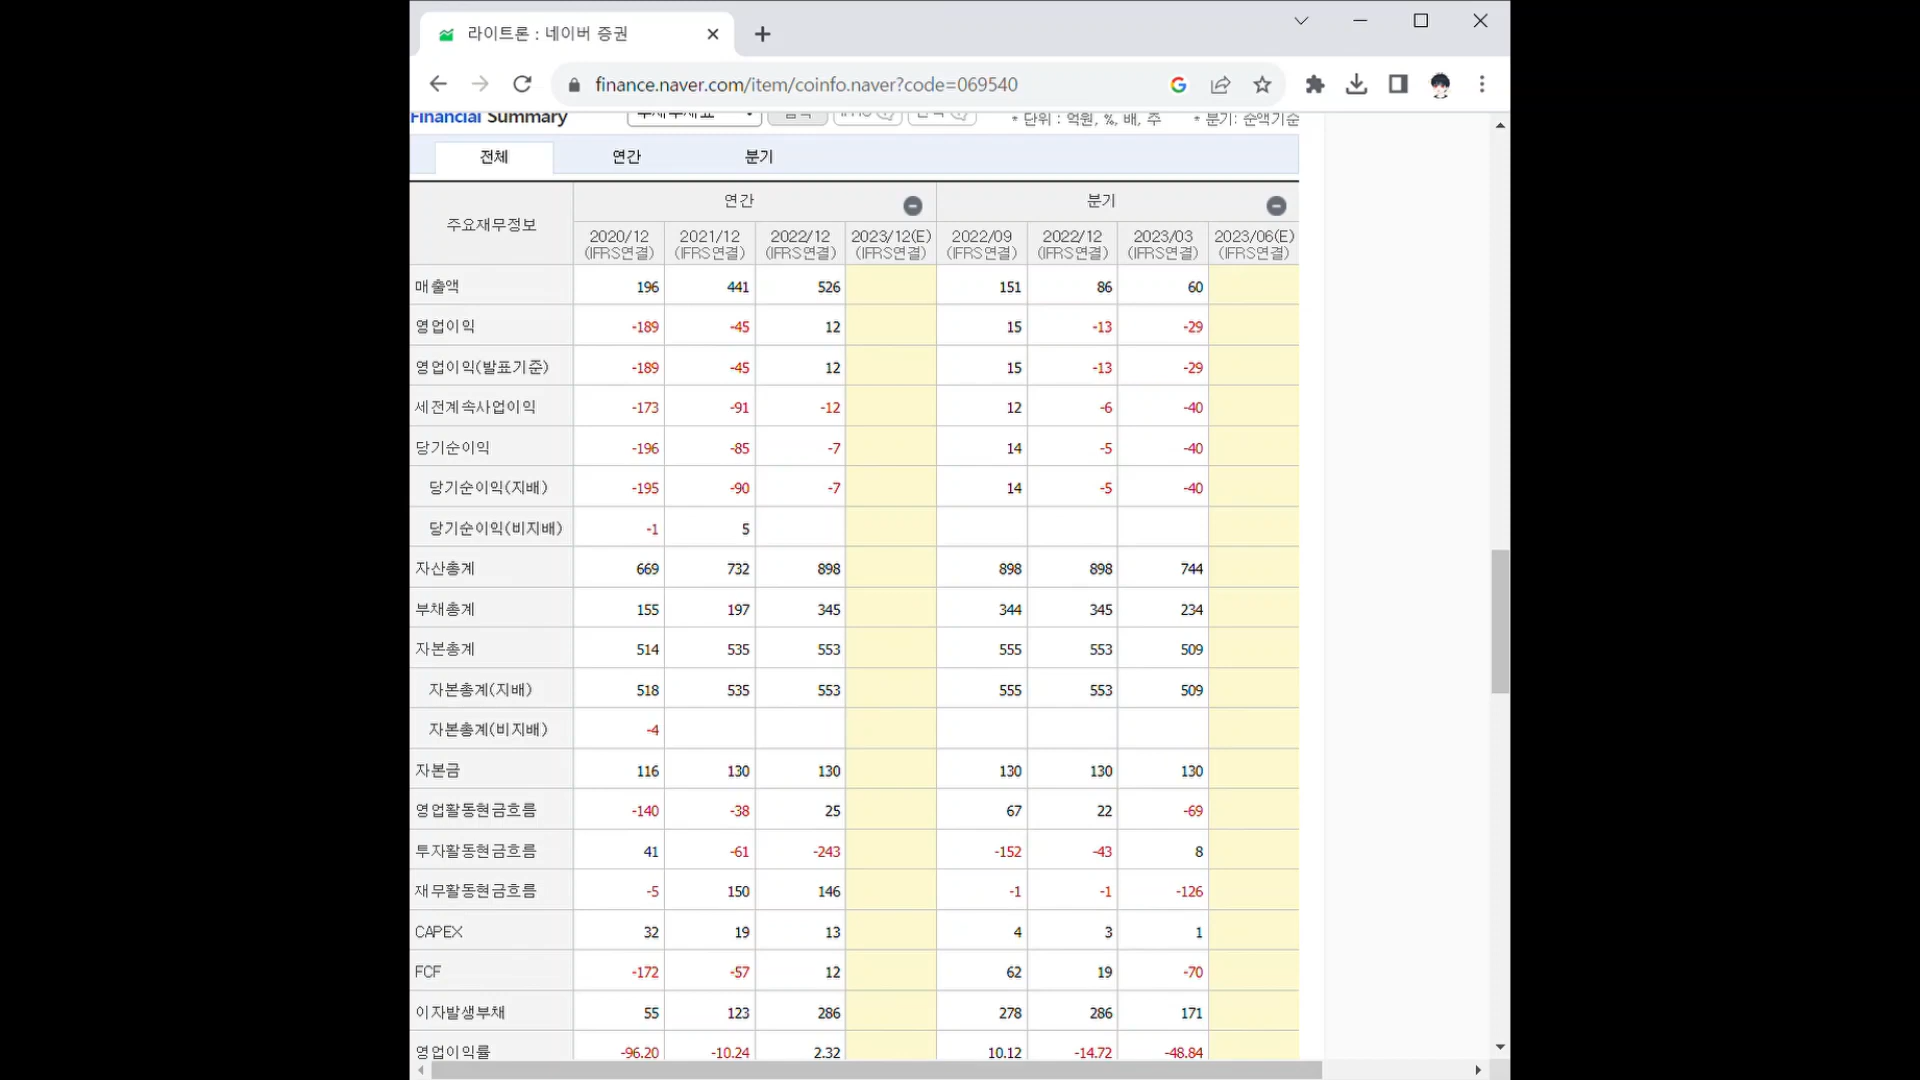 라이트론 : 네이버 증권
finance.naver.com/item/coinfo.naver?code=069540
Financial Summary * 단위 : 억원, %, 배, 주 * 분기: 순액기준
전체 연간 분기
주요재무정보 연간 분기
2020/12 2021/12 2022/12 2023/12(E) 2022/09 2022/12 2023/03 2023/06(E)
(IFRS연결) (IFRS연결) (IFRS연결) (IFRS연결) (IFRS연결) (IFRS연결) (IFRS연결) (IFRS연결)
매출액 196 441 526 151 86 60
영업이익 -189 -45 12 15 -13 -29
영업이익(발표기준) -189 -45 12 15 -13 -29
세전계속사업이익 -173 -91 -12 12 -6 -40
당기순이익 -196 -85 -7 14 -5 -40
당기순이익(지배) -195 -90 -7 14 -5 -40
당기순이익(비지배) -1 5
자산총계 669 732 898 898 898 744
부채총계 155 197 345 344 345 234
자본총계 514 535 553 555 553 509
자본총계(지배) 518 535 553 555 553 509
자본총계(비지배) -4
자본금 116 130 130 130 130 130
영업활동현금흐름 -140 -38 25 67 22 -69
투자활동현금흐름 41 -61 -243 -152 -43 8
재무활동현금흐름 -5 150 146 -1 -1 -126
CAPEX 32 19 13 4 3 1
FCF -172 -57 12 62 19 -70
이자발생부채 55 123 286 278 286 171
영업이익률 -96.20 -10.24 2.32 10.12 -14.72 -48.84